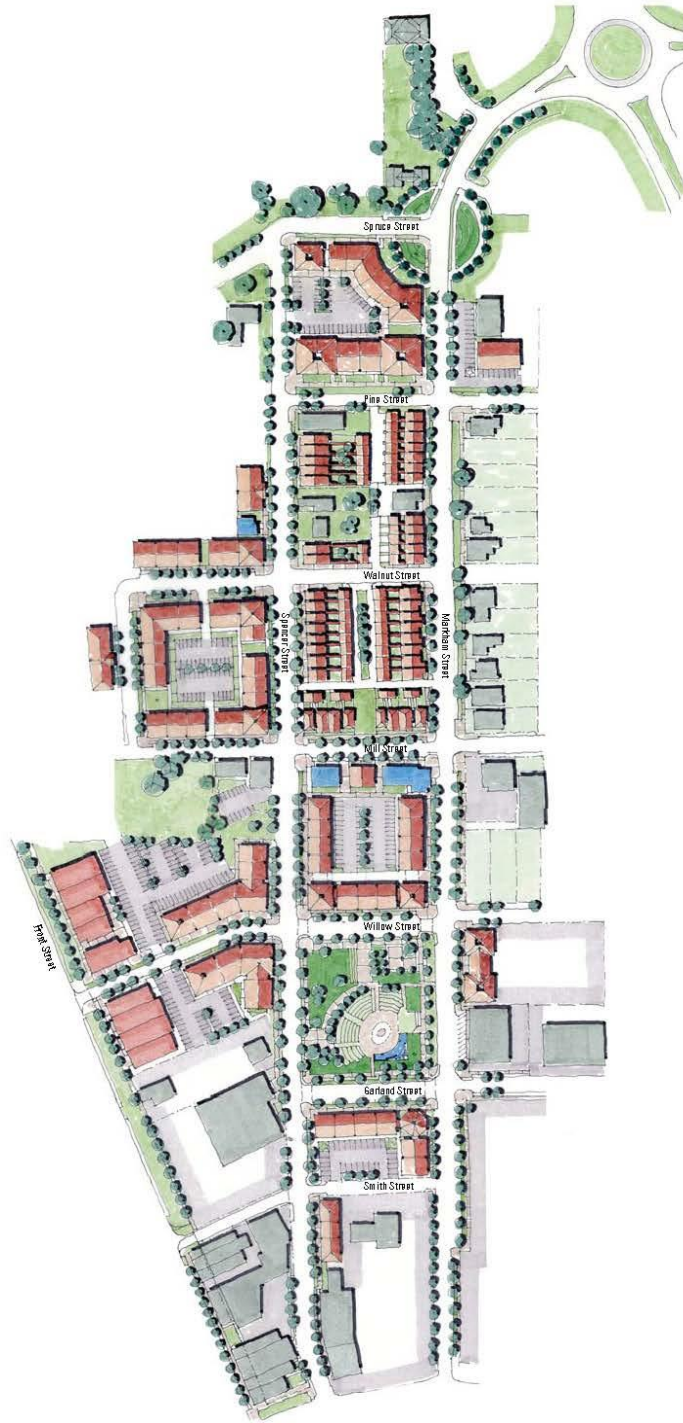 Spruce Street
Pine Street
Walnut Street
Spencer Street
Markham Street
Mill Street
Willow Street
Front Street
Garland Street
Smith Street